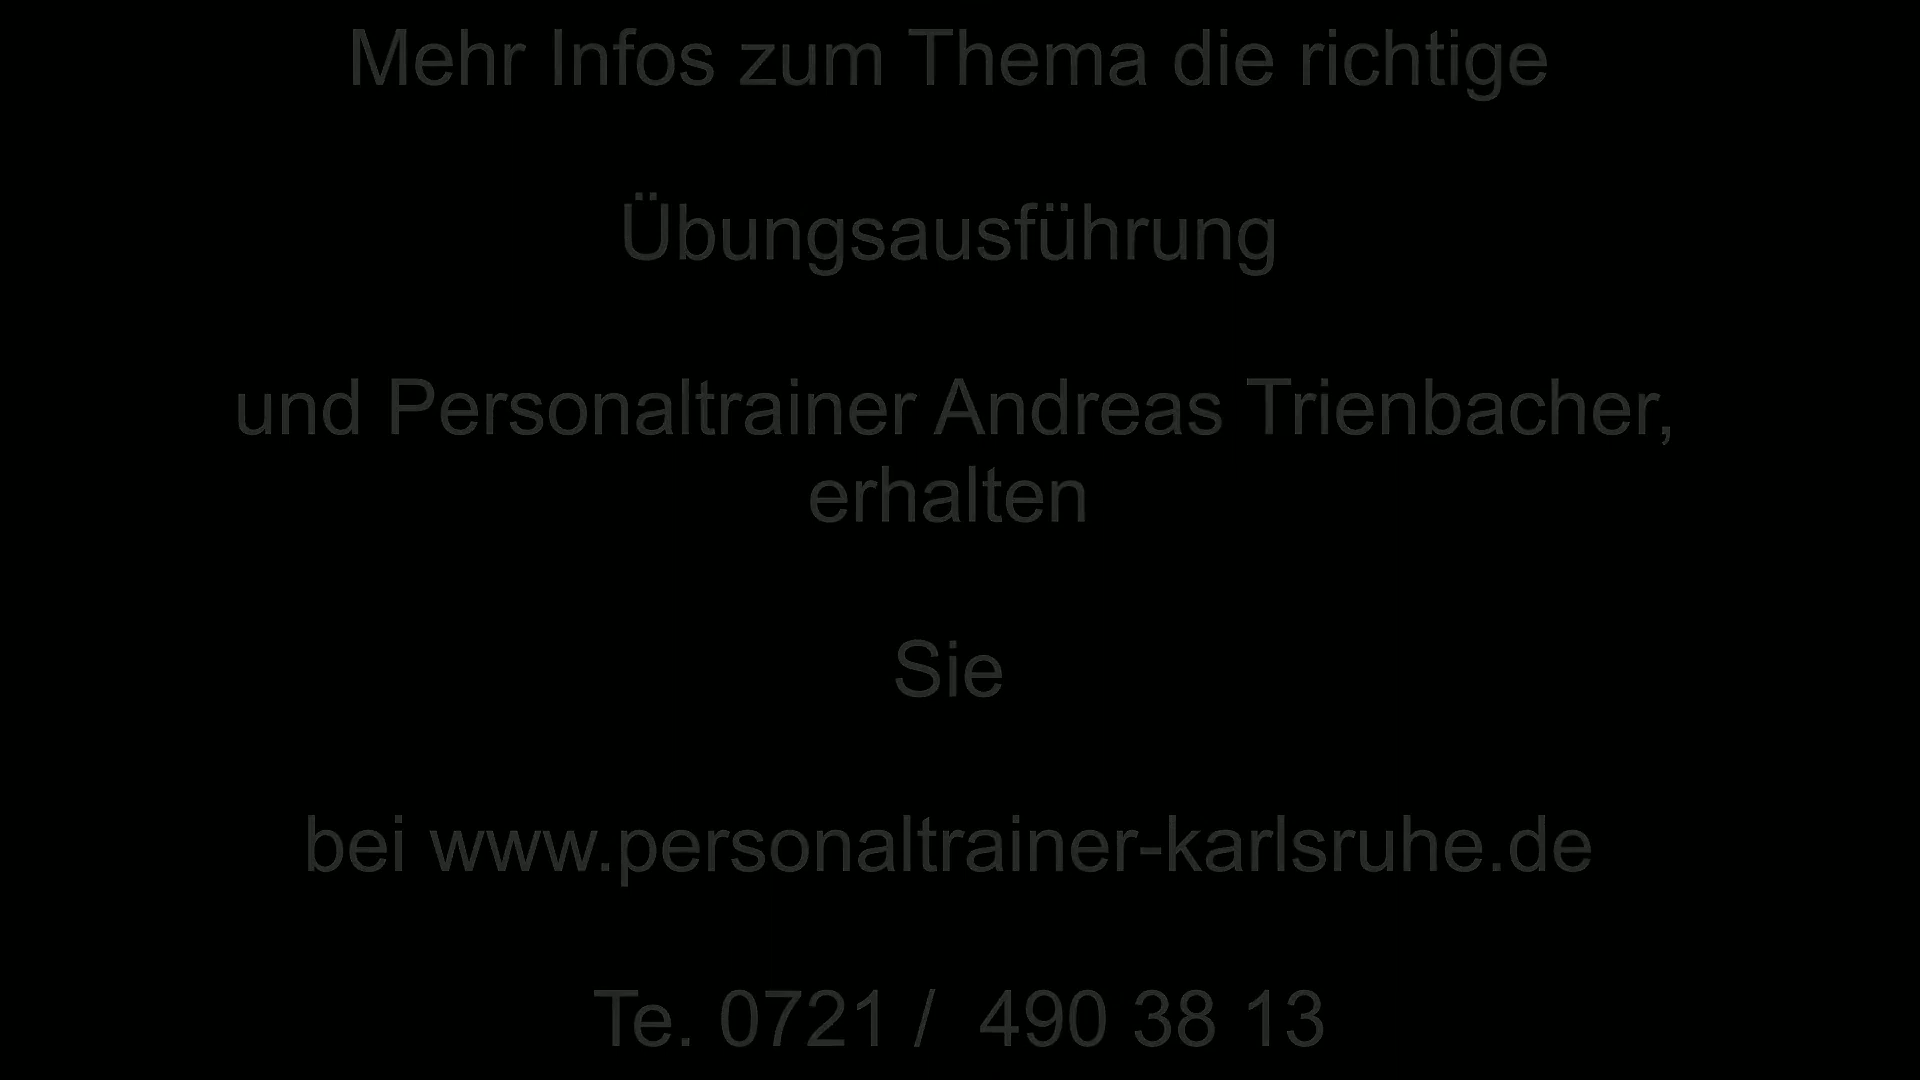 Mehr Infos zum Thema die richtige
Übungsausführung
und Personaltrainer Andreas Trienbacher,
erhalten
Sie
bei www.personaltrainer-karlsruhe.de
Te. 0721 /  490 38 13